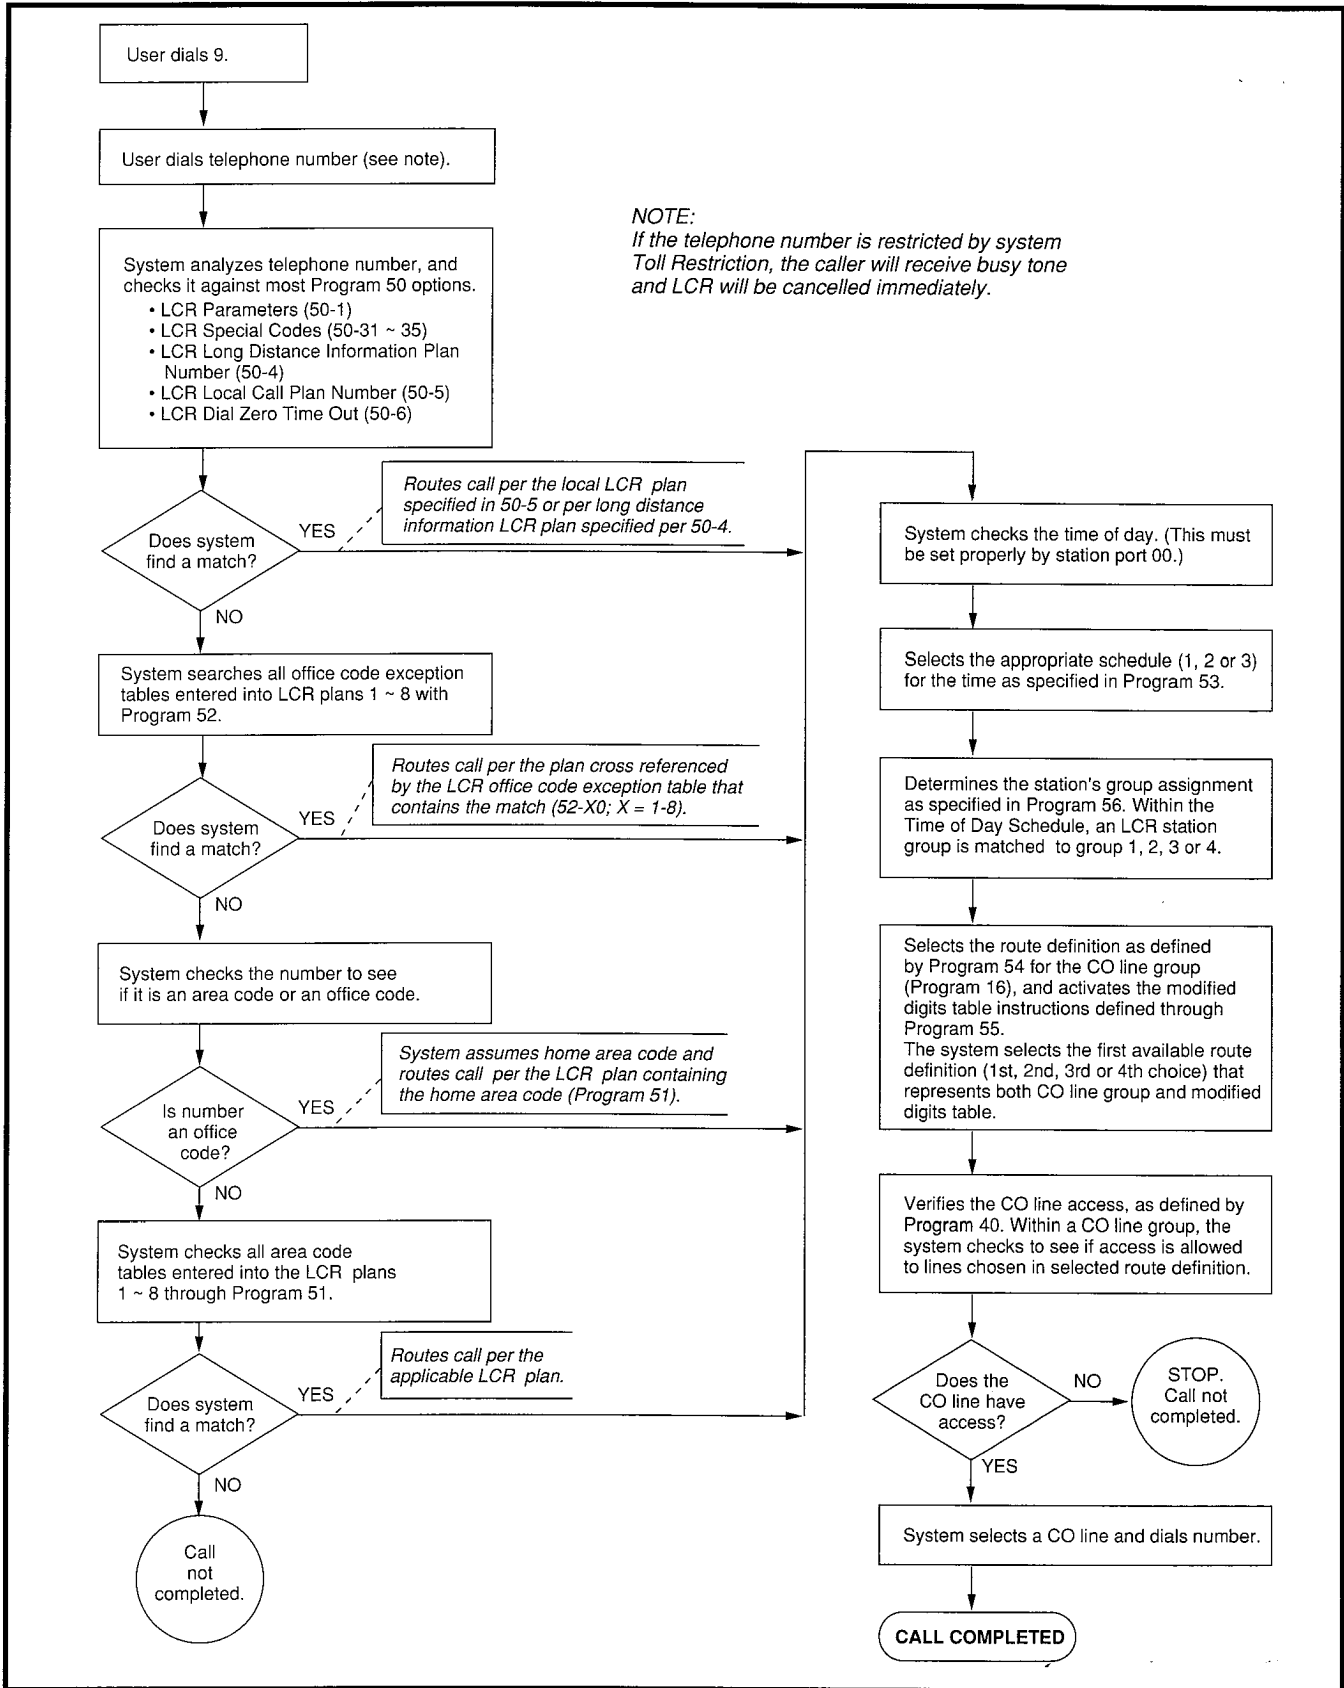 User dials 9.
User dials telephone number (see note).
NOTE:
If the telephone number is restricted by system
Toll Restriction, the caller will receive busy tone
and LCR will be cancelled immediately.
System analyzes telephone number, and
checks it against most Program 50 options.
• LCR Parameters (50-1)
• LCR Special Codes (50-31 ~ 35)
• LCR Long Distance Information Plan
Number (50-4)
• LCR Local Call Plan Number (50-5)
• LCR Dial Zero Time Out (50-6)
Does system
find a match?
YES
Routes call per the local LCR plan
specified in 50-5 or per long distance
information LCR plan specified per 50-4.
NO
System searches all office code exception
tables entered into LCR plans 1 ~ 8 with
Program 52.
Does system
find a match?
YES
Routes call per the plan cross referenced
by the LCR office code exception table that
contains the match (52-X0; X = 1-8).
NO
System checks the number to see
if it is an area code or an office code.
Is number
an office
code?
YES
System assumes home area code and
routes call per the LCR plan containing
the home area code (Program 51).
NO
System checks all area code
tables entered into the LCR plans
1 ~ 8 through Program 51.
Does system
find a match?
YES
Routes call per the
applicable LCR plan.
NO
Call
not
completed.
System checks the time of day. (This must
be set properly by station port 00.)
Selects the appropriate schedule (1, 2 or 3)
for the time as specified in Program 53.
Determines the station's group assignment
as specified in Program 56. Within the
Time of Day Schedule, an LCR station
group is matched to group 1, 2, 3 or 4.
Selects the route definition as defined
by Program 54 for the CO line group
(Program 16), and activates the modified
digits table instructions defined through
Program 55.
The system selects the first available route
definition (1st, 2nd, 3rd or 4th choice) that
represents both CO line group and modified
digits table.
Verifies the CO line access, as defined by
Program 40. Within a CO line group, the
system checks to see if access is allowed
to lines chosen in selected route definition.
Does the
CO line have
access?
NO
STOP.
Call not
completed.
YES
System selects a CO line and dials number.
CALL COMPLETED